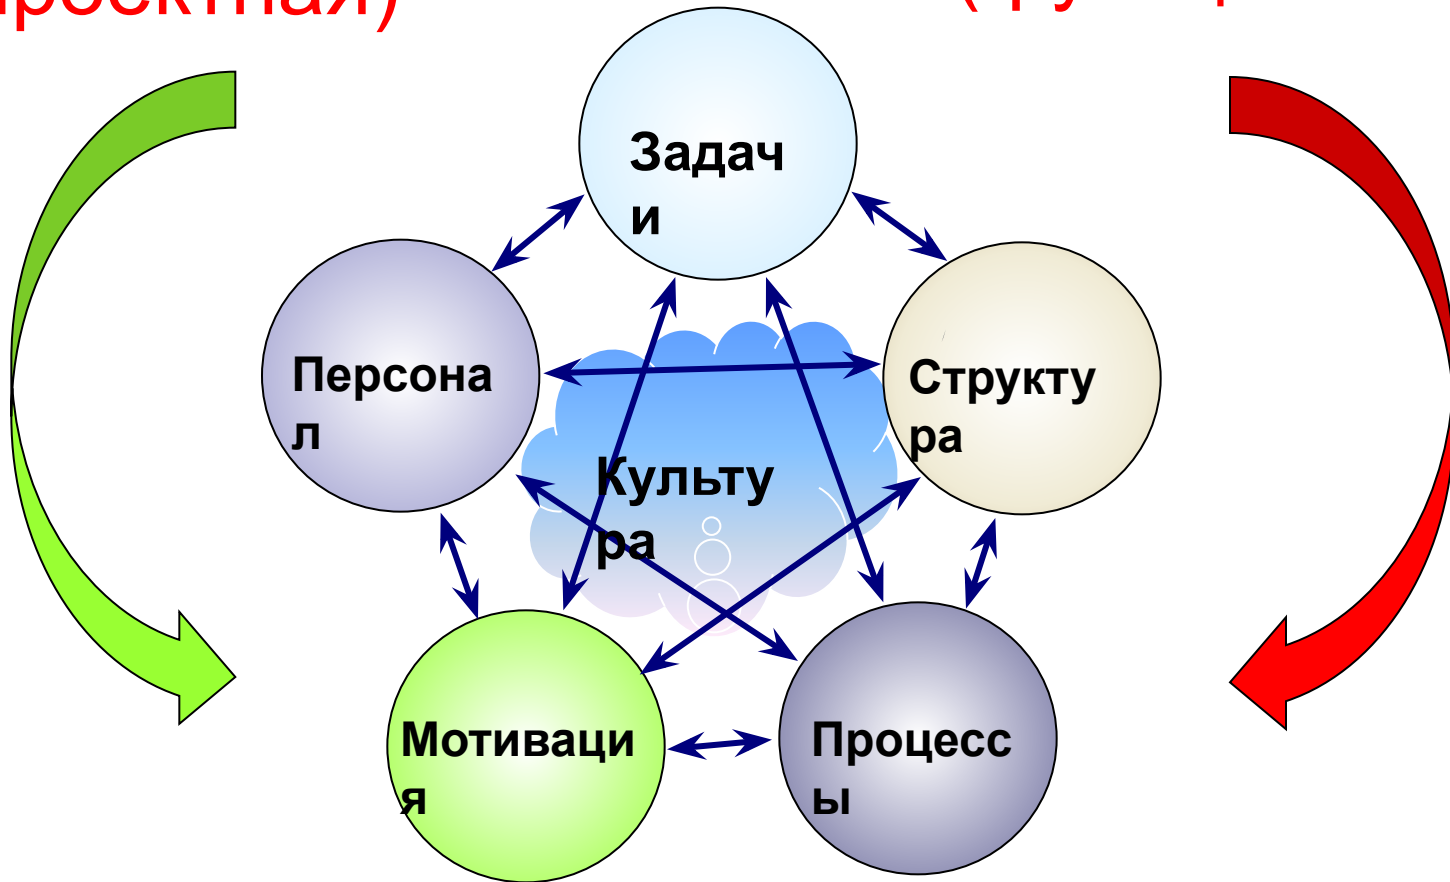 проектная)
Задач
и
Персона
л
Структу
ра
Культу
ра
Мотиваци
я
Процесс
ы